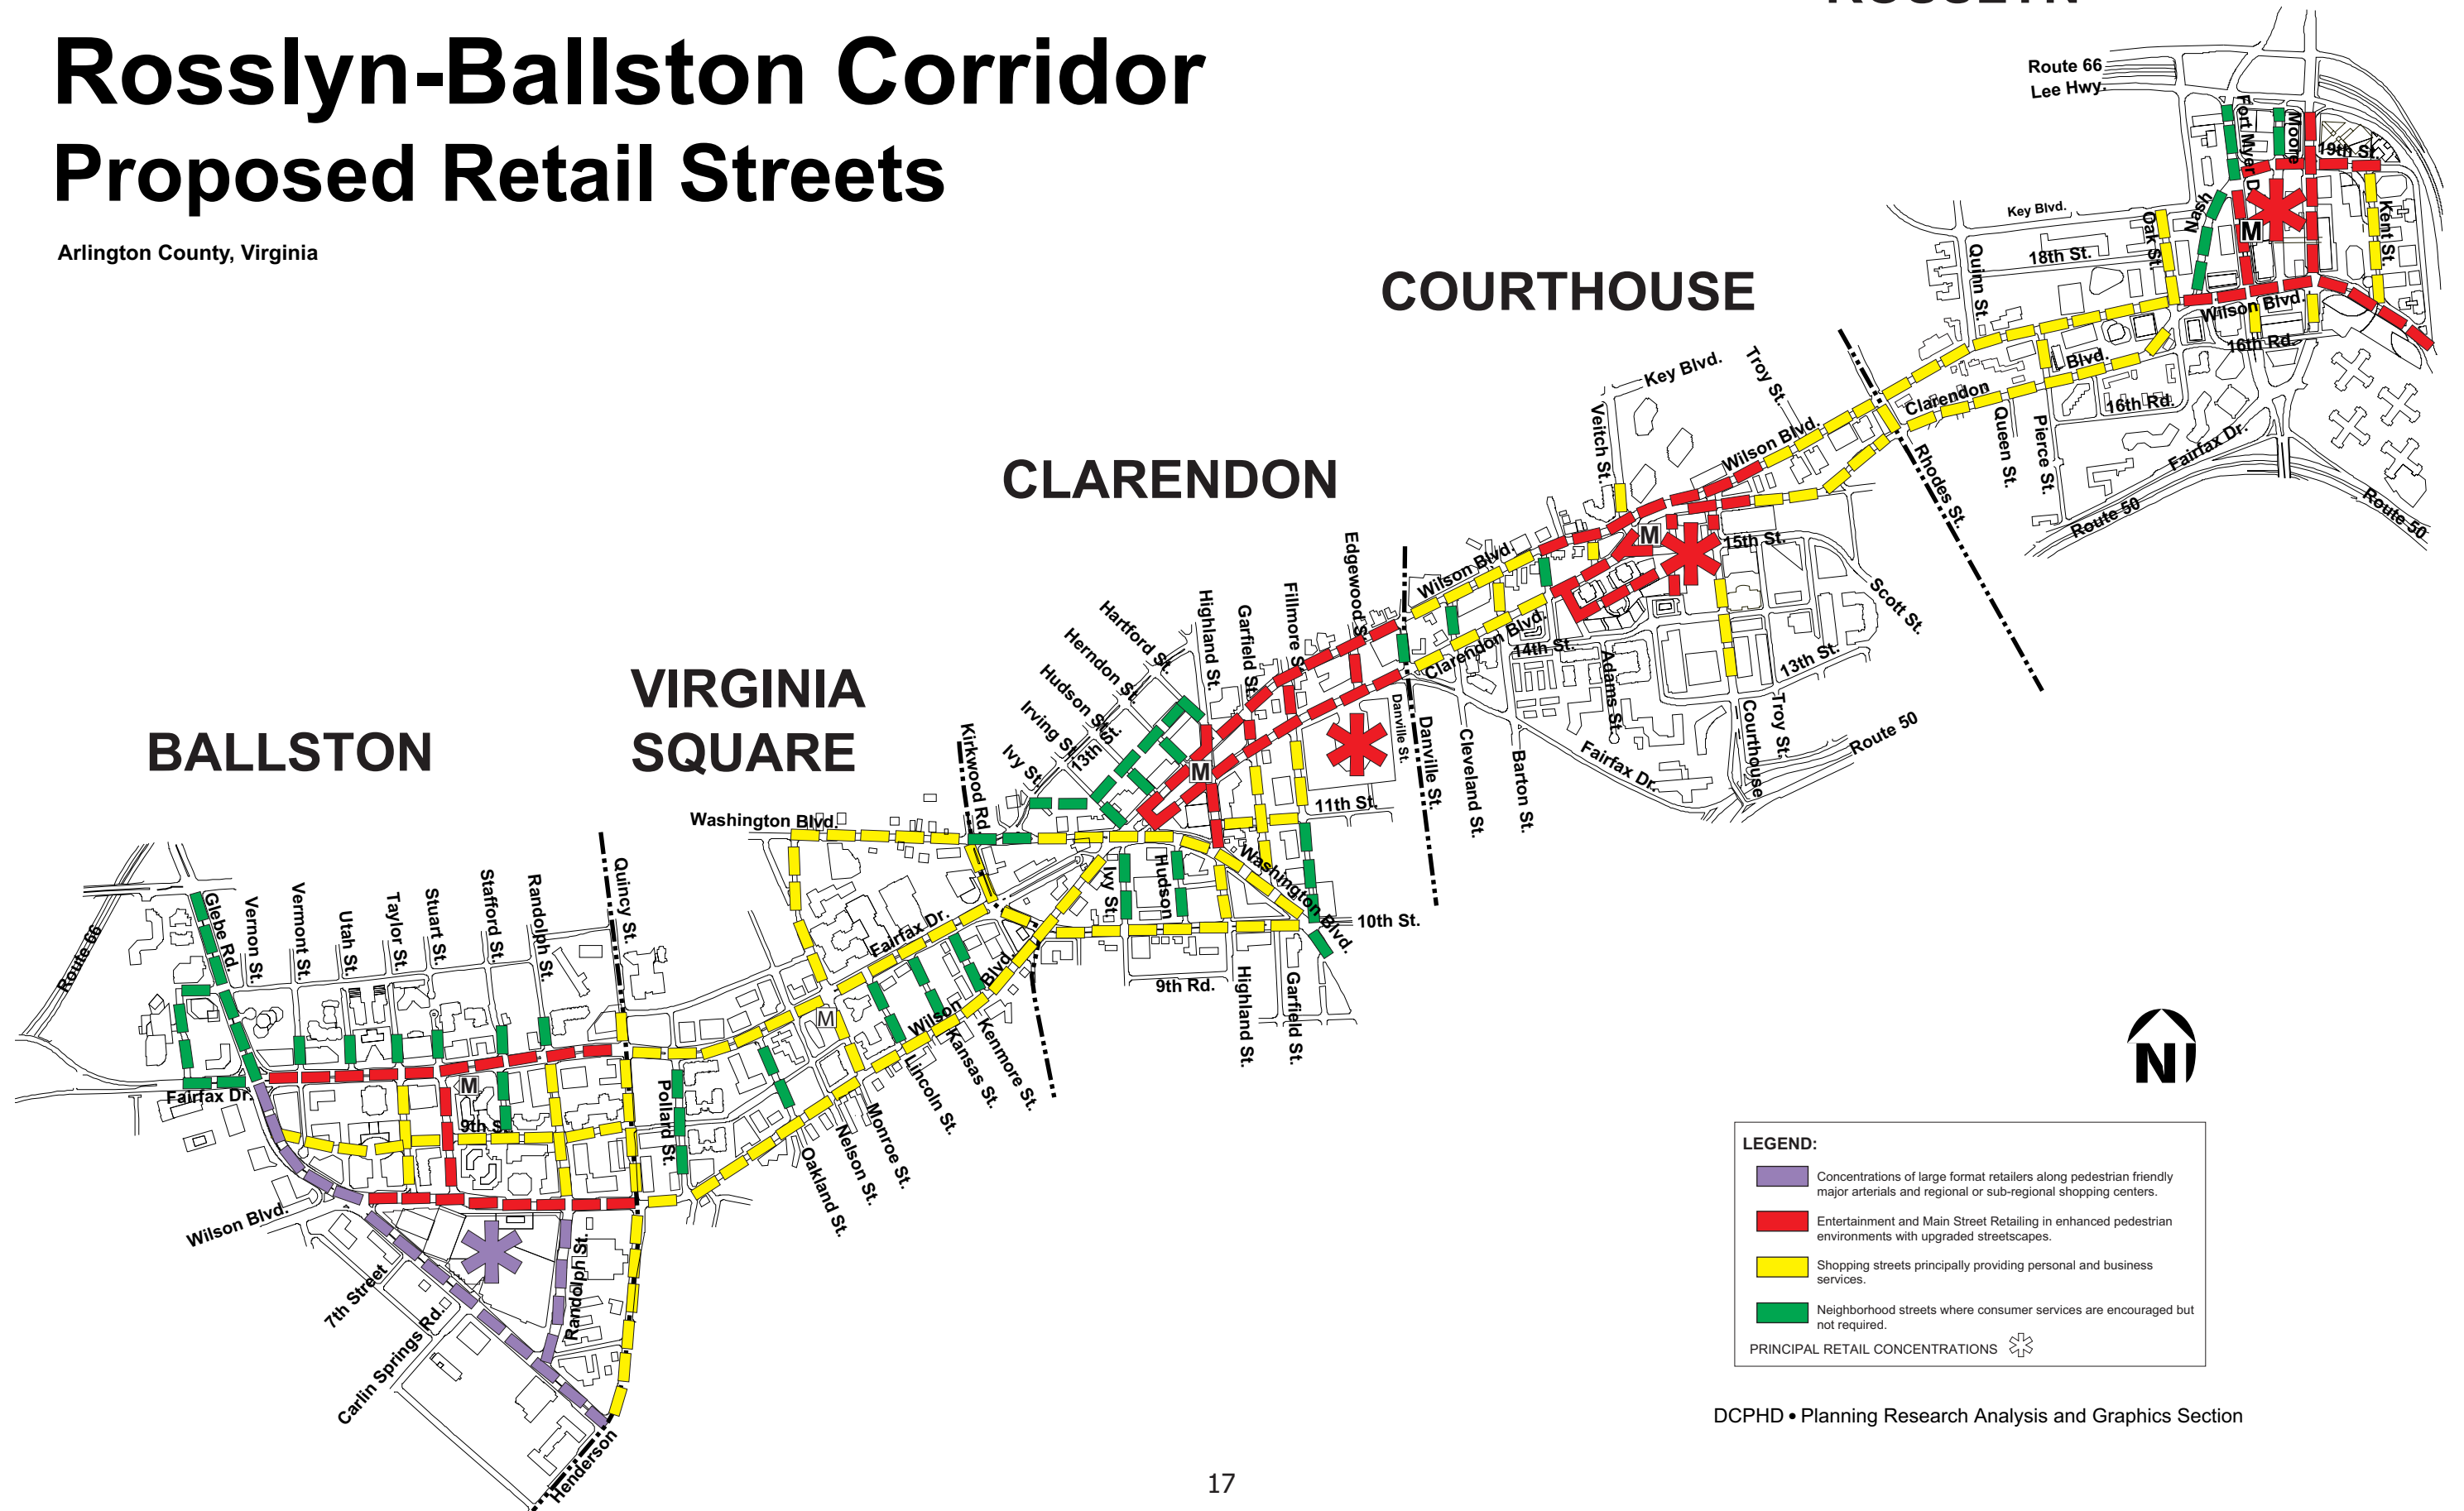 ROSSLYN
Rosslyn-Ballston Corridor
Proposed Retail Streets
Arlington County, Virginia
Route 66
Lee Hwy.
Fort Myer D
Moore
19th St.
Key Blvd.
Oak St.
Nash
M
Kent St.
Quinn St.
18th St.
Wilson Blvd.
16th Rd.
Blvd.
Clarendon
16th Rd.
Queen St.
Pierce St.
Fairfax Dr.
Route 50
Route 50
Rhodes St.
COURTHOUSE
Key Blvd.
Troy St.
Veitch St.
Wilson Blvd.
M
15th St.
Wilson Blvd.
Clarendon Blvd.
14th St.
Adams St.
Scott St.
13th St.
Troy St.
Courthouse
Route 50
Fairfax Dr.
Barton St.
Cleveland St.
Danville St.
Danville St.
CLARENDON
Edgewood S
Fillmore S
Garfield St.
Highland St.
Hartford St.
Herndon St.
Hudson St.
Irving St.
13th St.
Ivy St.
M
11th St.
Kirkwood Rd.
Washington Blvd.
Washington Blvd.
Ivy St.
Hudson
10th St.
9th Rd.
Highland St.
Garfield St.
VIRGINIA
SQUARE
Fairfax Dr.
M
Wilson
Blvd.
Kenmore St.
Kansas St.
Lincoln St.
Monroe St.
Nelson St.
Oakland St.
Pollard St.
Quincy St.
BALLSTON
Randolph St.
Stafford St.
Stuart St.
Taylor St.
Utah St.
Vermont St.
Vernon St.
Glebe Rd.
Route 66
Fairfax Dr.
M
9th S
Wilson Blvd.
7th Street
Carlin Springs Rd.
Randolph St.
Henderson
N
LEGEND:
Concentrations of large format retailers along pedestrian friendly
major arterials and regional or sub-regional shopping centers.
Entertainment and Main Street Retailing in enhanced pedestrian
environments with upgraded streetscapes.
Shopping streets principally providing personal and business
services.
Neighborhood streets where consumer services are encouraged but
not required.
PRINCIPAL RETAIL CONCENTRATIONS
DCPHD • Planning Research Analysis and Graphics Section
17